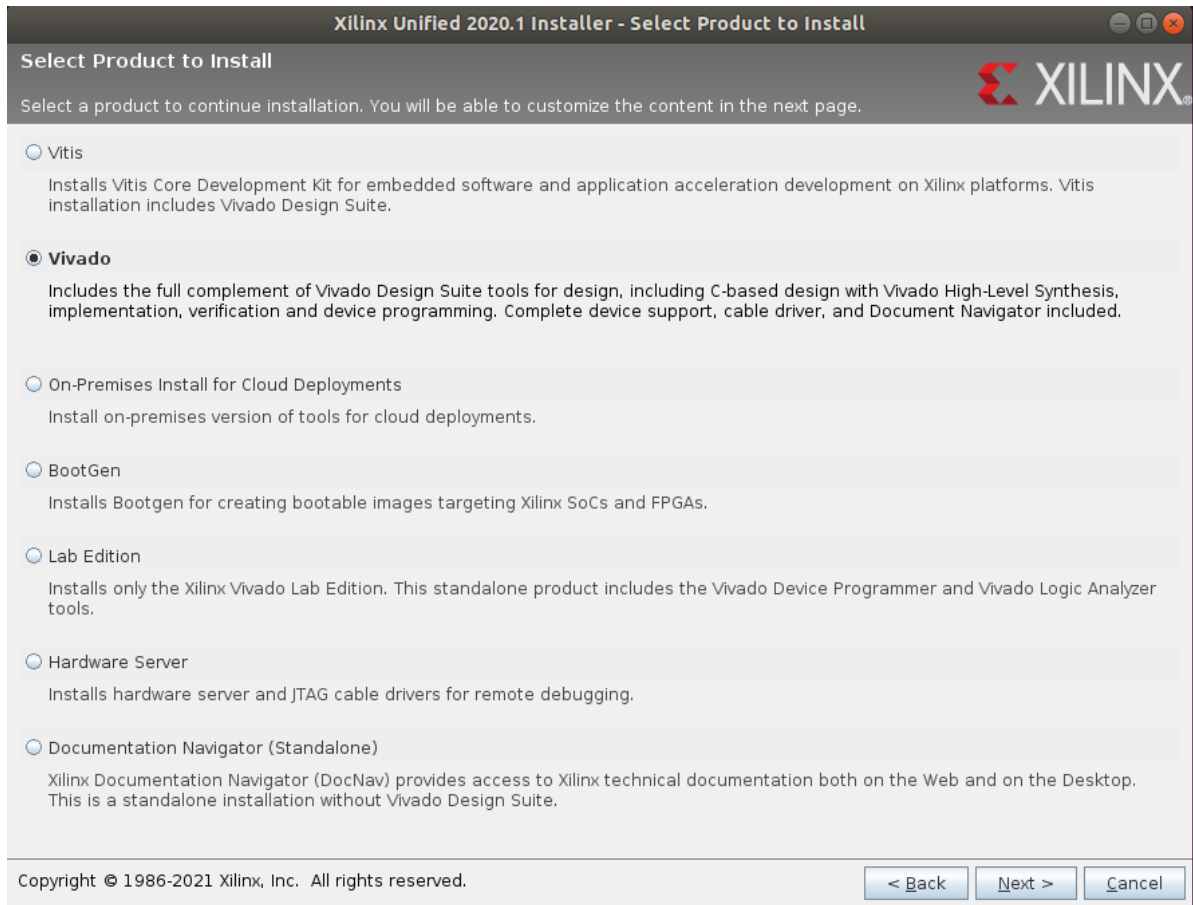 Xilinx Unified 2020.1 Installer - Select Product to Install
Select Product to Install
XILINX®
Select a product to continue installation. You will be able to customize the content in the next page.
Vitis
Installs Vitis Core Development Kit for embedded software and application acceleration development on Xilinx platforms. Vitis
installation includes Vivado Design Suite.
Vivado
Includes the full complement of Vivado Design Suite tools for design, including C-based design with Vivado High-Level Synthesis,
implementation, verification and device programming. Complete device support, cable driver, and Document Navigator included.
On-Premises Install for Cloud Deployments
Install on-premises version of tools for cloud deployments.
BootGen
Installs Bootgen for creating bootable images targeting Xilinx SoCs and FPGAs.
Lab Edition
Installs only the Xilinx Vivado Lab Edition. This standalone product includes the Vivado Device Programmer and Vivado Logic Analyzer
tools.
Hardware Server
Installs hardware server and JTAG cable drivers for remote debugging.
Documentation Navigator (Standalone)
Xilinx Documentation Navigator (DocNav) provides access to Xilinx technical documentation both on the Web and on the Desktop.
This is a standalone installation without Vivado Design Suite.
Copyright © 1986-2021 Xilinx, Inc. All rights reserved.
< Back Next > Cancel